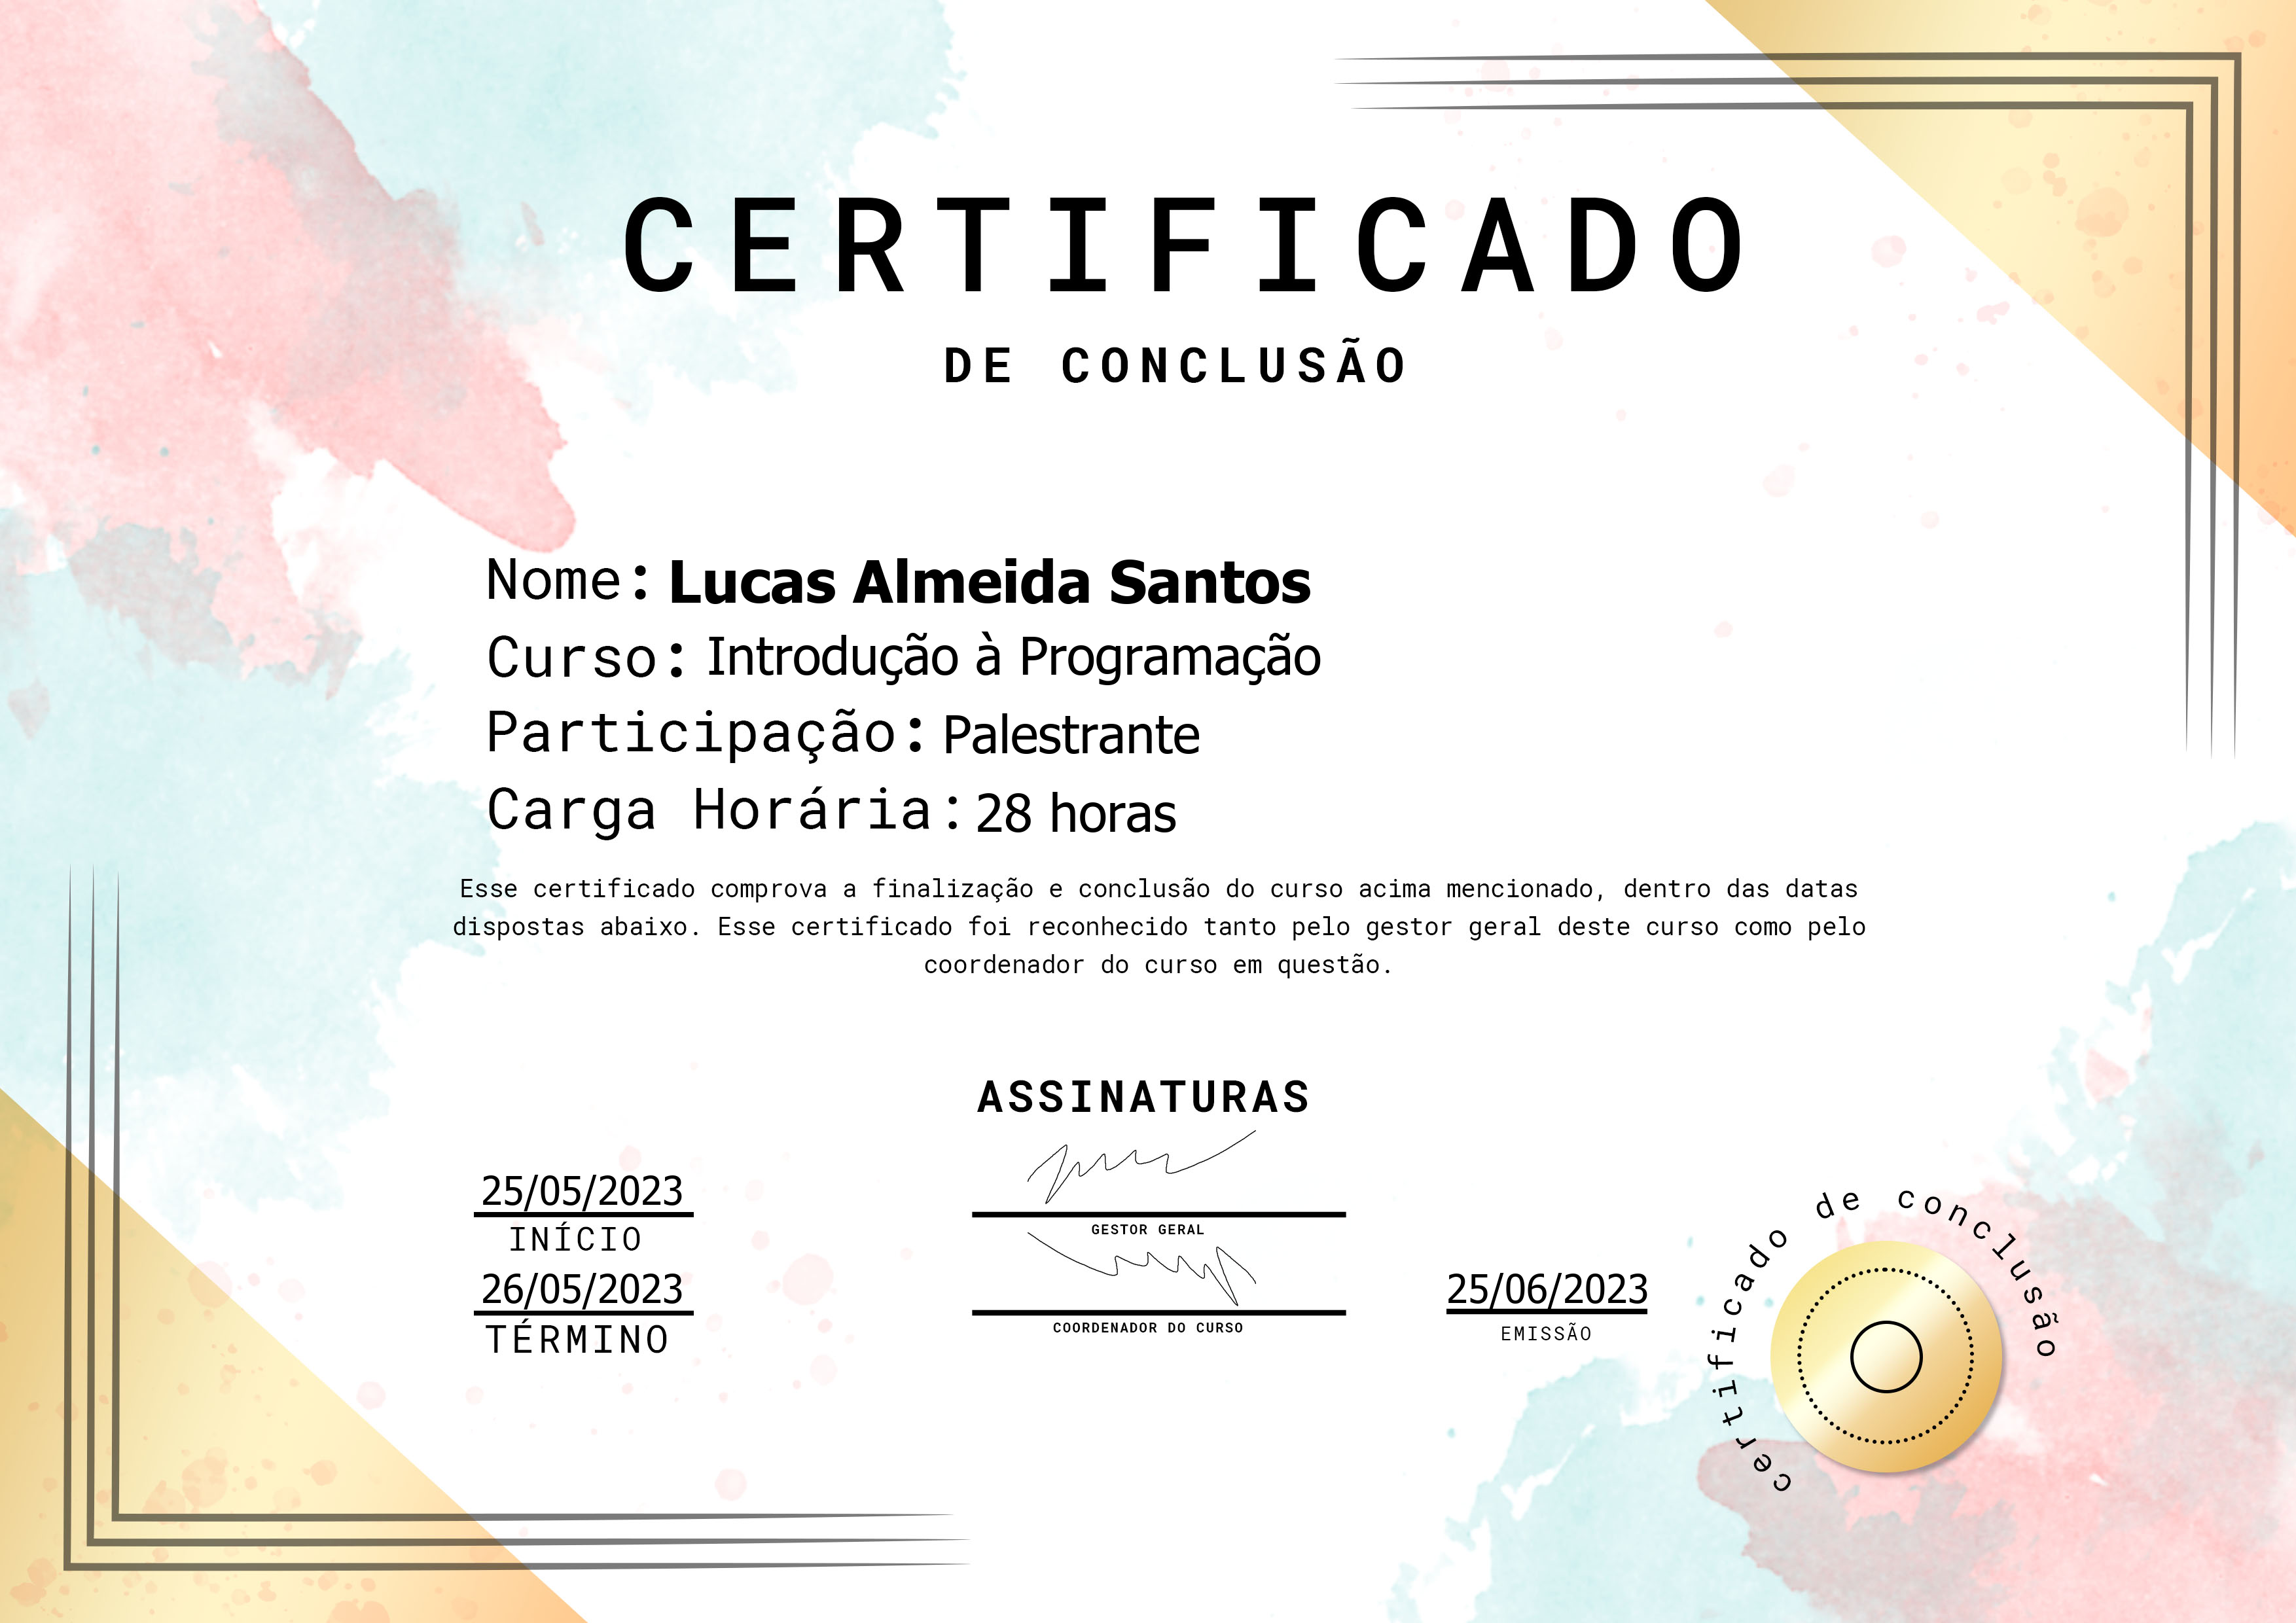 CERTIFICADO
DE CONCLUSÃO
Nome: Lucas Almeida Santos
Curso: Introdução à Programação
Participação: Palestrante
Carga Horária: 28 horas
Esse certificado comprova a finalização e conclusão do curso acima mencionado, dentro das datas
dispostas abaixo. Esse certificado foi reconhecido tanto pelo gestor geral deste curso como pelo
coordenador do curso em questão.
ASSINATURAS
25/05/2023
INÍCIO
GESTOR GERAL
26/05/2023
TÉRMINO
COORDENADOR DO CURSO
25/06/2023
EMISSÃO
certificado de conclusão